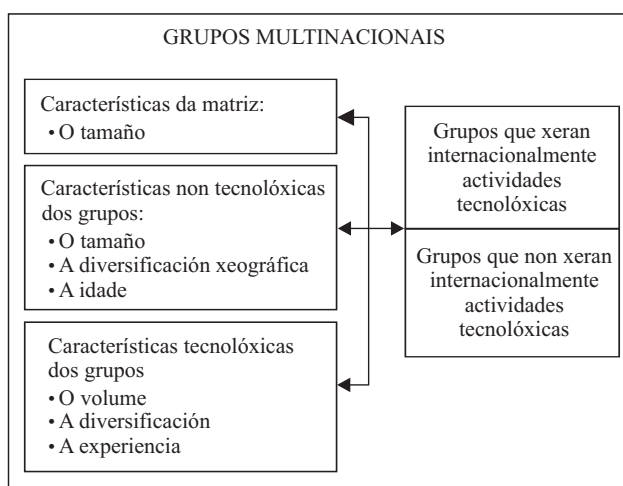 GRUPOS MULTINACIONAIS
Características da matriz:
• O tamaño
Características non tecnolóxicas
dos grupos:
• O tamaño
• A diversificación xeográfica
• A idade
Características tecnolóxicas
dos grupos
• O volume
• A diversificación
• A experiencia
Grupos que xeran
internacionalmente
actividades
tecnolóxicas
Grupos que non xeran
internacionalmente
actividades
tecnolóxicas